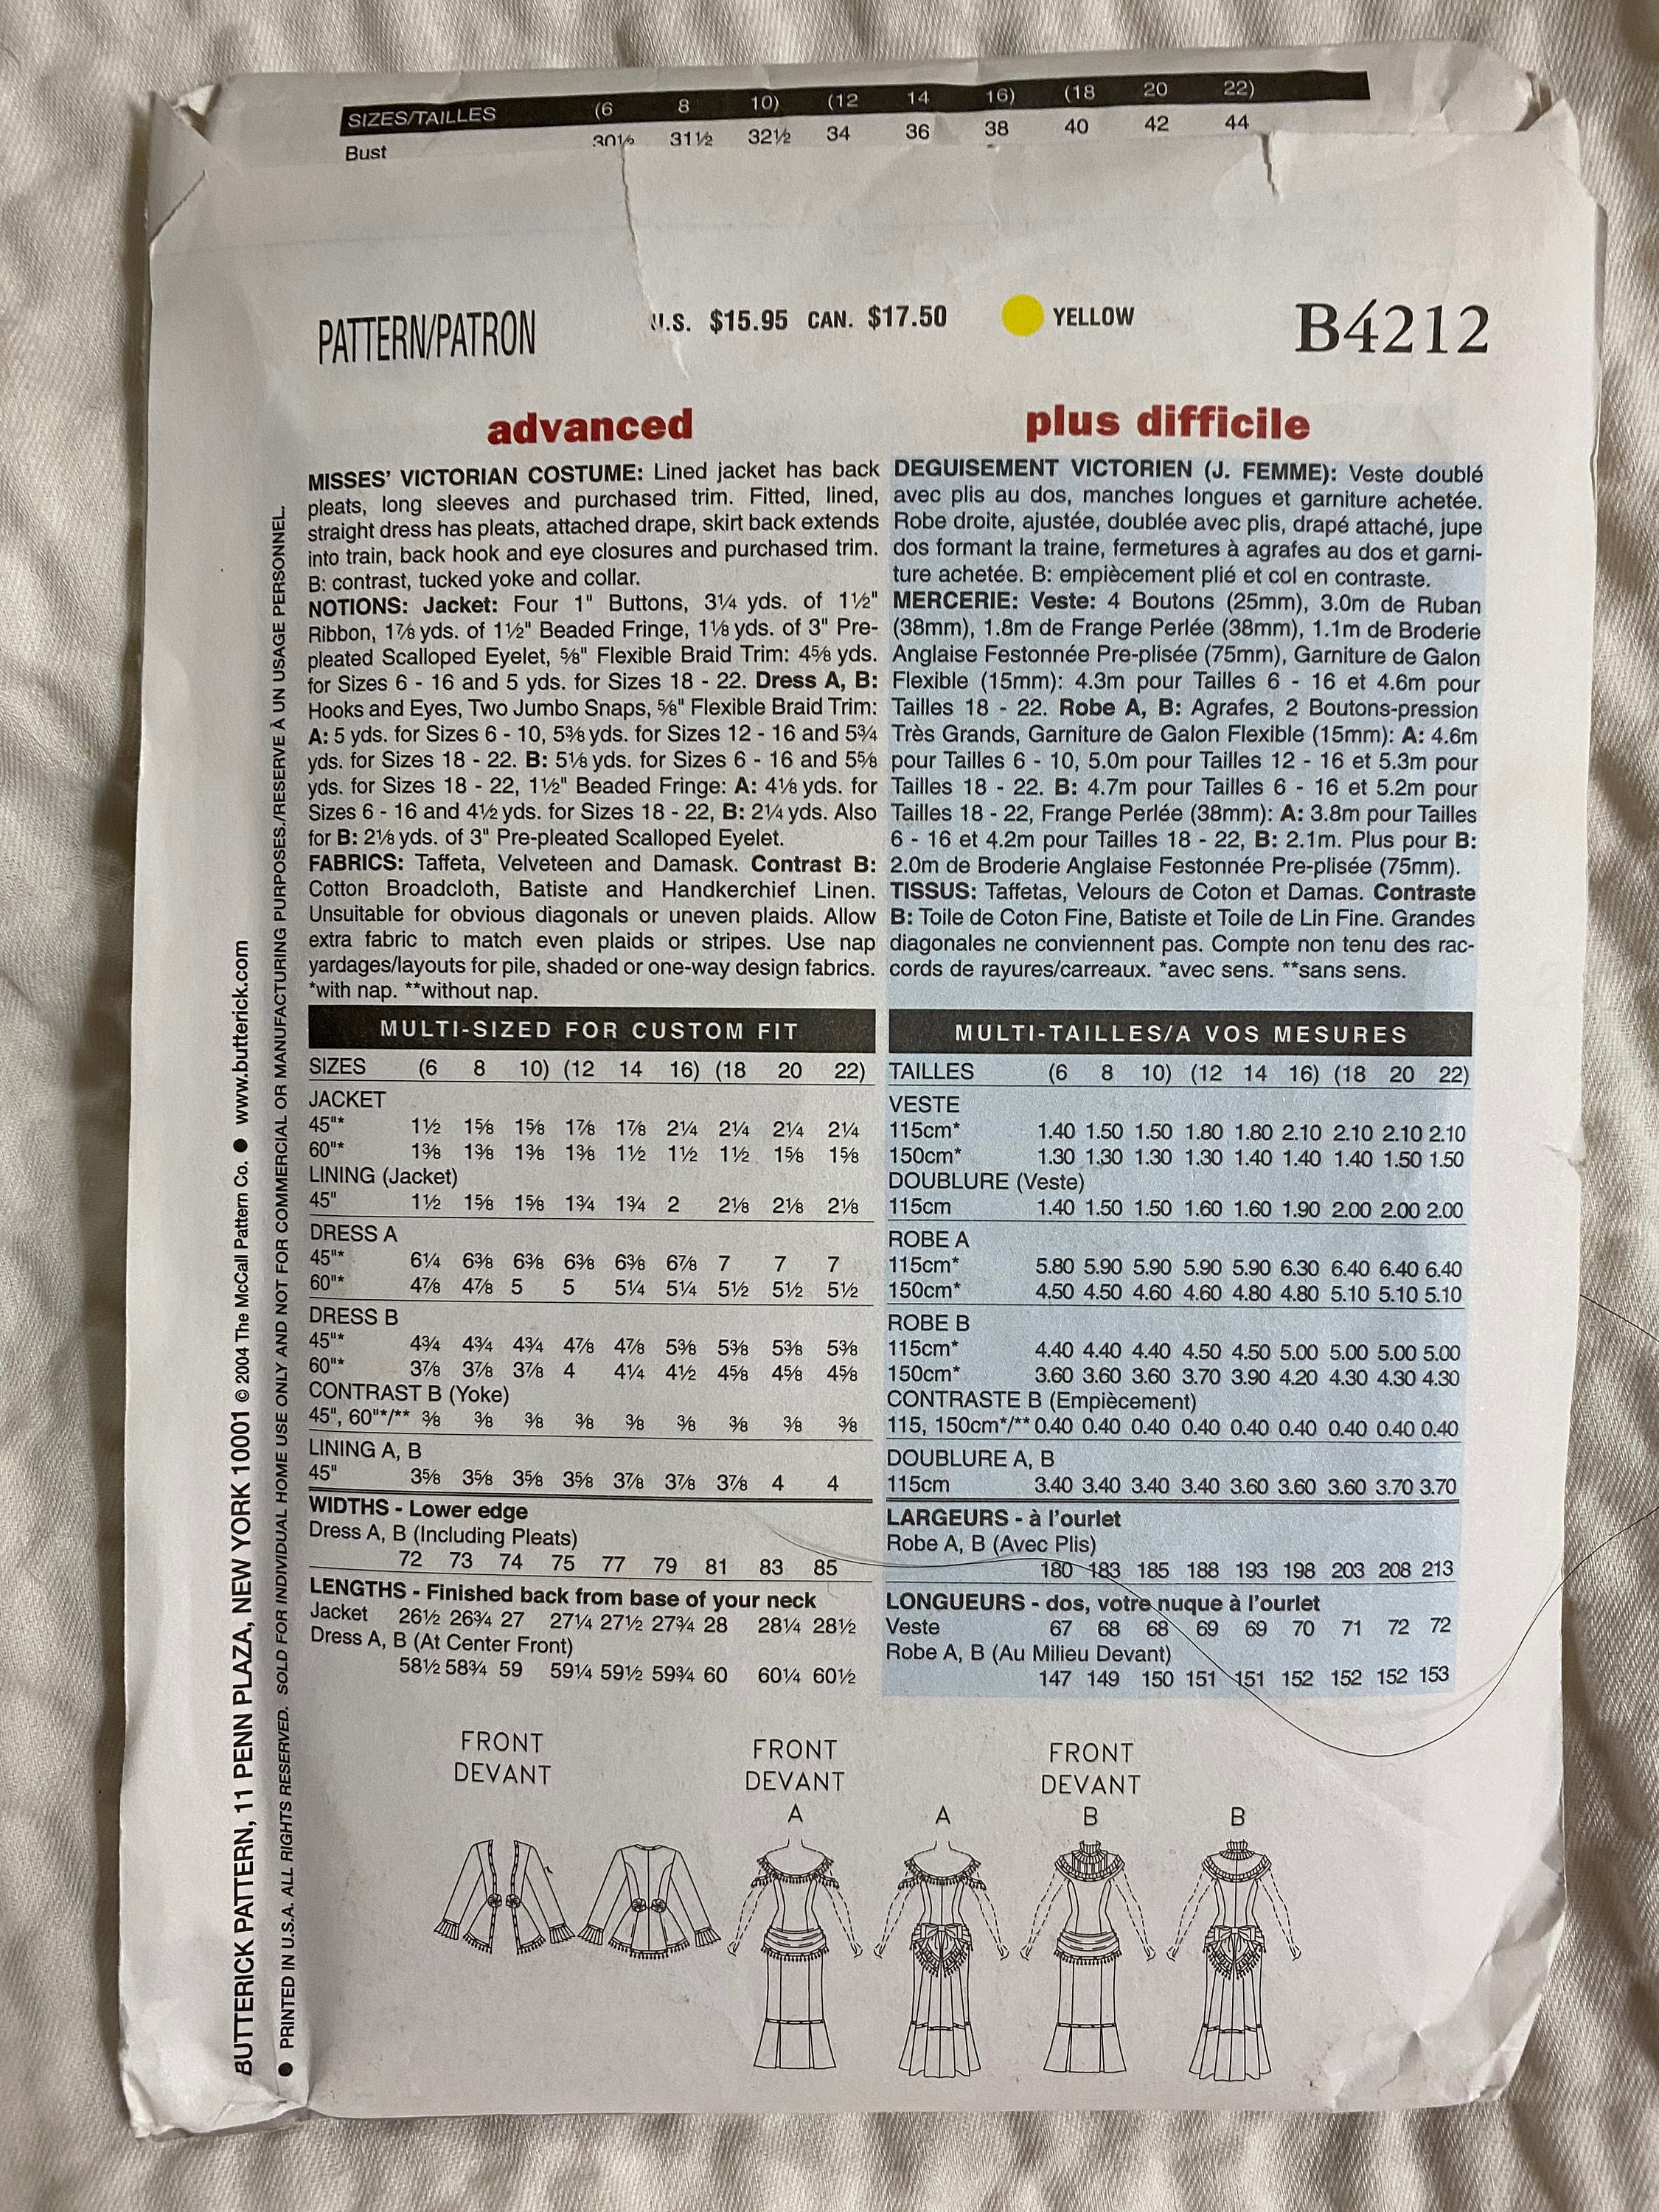 SIZES/TAILLES (6 8 10) (12 14 16) (18 20 22)
Bust 30½ 31½ 32½ 34 36 38 40 42 44
PATTERN/PATRON U.S. $15.95 CAN. $17.50 YELLOW B4212
advanced
MISSES' VICTORIAN COSTUME: Lined jacket has back
pleats, long sleeves and purchased trim. Fitted, lined,
straight dress has pleats, attached drape, skirt back extends
into train, back hook and eye closures and purchased trim.
B: contrast, tucked yoke and collar.
NOTIONS: Jacket: Four 1" Buttons, 3¼ yds. of 1½"
Ribbon, 1⅞ yds. of 1½" Beaded Fringe, 1⅛ yds. of 3" Pre-
pleated Scalloped Eyelet, ⅝" Flexible Braid Trim: 4⅝ yds.
for Sizes 6 - 16 and 5 yds. for Sizes 18 - 22. Dress A, B:
Hooks and Eyes, Two Jumbo Snaps, ⅝" Flexible Braid Trim:
A: 5 yds. for Sizes 6 - 10, 5⅜ yds. for Sizes 12 - 16 and 5¾
yds. for Sizes 18 - 22. B: 5⅛ yds. for Sizes 6 - 16 and 5⅝
yds. for Sizes 18 - 22, 1½" Beaded Fringe: A: 4⅛ yds. for
Sizes 6 - 16 and 4½ yds. for Sizes 18 - 22, B: 2¼ yds. Also
for B: 2⅛ yds. of 3" Pre-pleated Scalloped Eyelet.
FABRICS: Taffeta, Velveteen and Damask. Contrast B:
Cotton Broadcloth, Batiste and Handkerchief Linen.
Unsuitable for obvious diagonals or uneven plaids. Allow
extra fabric to match even plaids or stripes. Use nap
yardages/layouts for pile, shaded or one-way design fabrics.
*with nap. **without nap.
MULTI-SIZED FOR CUSTOM FIT
SIZES (6 8 10) (12 14 16) (18 20 22)
JACKET
45"* 1½ 1⅝ 1⅝ 1⅞ 1⅞ 2¼ 2¼ 2¼ 2¼
60"* 1⅜ 1⅜ 1⅜ 1⅜ 1½ 1½ 1½ 1⅝ 1⅝
LINING (Jacket)
45" 1½ 1⅝ 1⅝ 1¾ 1¾ 2 2⅛ 2⅛ 2⅛
DRESS A
45"* 6¼ 6⅜ 6⅜ 6⅜ 6⅜ 6⅞ 7 7 7
60"* 4⅞ 4⅞ 5 5 5¼ 5¼ 5½ 5½ 5½
DRESS B
45"* 4¾ 4¾ 4¾ 4⅞ 4⅞ 5⅜ 5⅜ 5⅜ 5⅜
60"* 3⅞ 3⅞ 3⅞ 4 4¼ 4½ 4⅝ 4⅝ 4⅝
CONTRAST B (Yoke)
45", 60"*/** ⅜ ⅜ ⅜ ⅜ ⅜ ⅜ ⅜ ⅜ ⅜
LINING A, B
45" 3⅝ 3⅝ 3⅝ 3⅝ 3⅞ 3⅞ 3⅞ 4 4
WIDTHS - Lower edge
Dress A, B (Including Pleats)
72 73 74 75 77 79 81 83 85
LENGTHS - Finished back from base of your neck
Jacket 26½ 26¾ 27 27¼ 27½ 27¾ 28 28¼ 28½
Dress A, B (At Center Front)
58½ 58¾ 59 59¼ 59½ 59¾ 60 60¼ 60½
plus difficile
DEGUISEMENT VICTORIEN (J. FEMME): Veste doublé
avec plis au dos, manches longues et garniture achetée.
Robe droite, ajustée, doublée avec plis, drapé attaché, jupe
dos formant la traine, fermetures à agrafes au dos et garni-
ture achetée. B: empiècement plié et col en contraste.
MERCERIE: Veste: 4 Boutons (25mm), 3.0m de Ruban
(38mm), 1.8m de Frange Perlée (38mm), 1.1m de Broderie
Anglaise Festonnée Pre-plisée (75mm), Garniture de Galon
Flexible (15mm): 4.3m pour Tailles 6 - 16 et 4.6m pour
Tailles 18 - 22. Robe A, B: Agrafes, 2 Boutons-pression
Très Grands, Garniture de Galon Flexible (15mm): A: 4.6m
pour Tailles 6 - 10, 5.0m pour Tailles 12 - 16 et 5.3m pour
Tailles 18 - 22. B: 4.7m pour Tailles 6 - 16 et 5.2m pour
Tailles 18 - 22, Frange Perlée (38mm): A: 3.8m pour Tailles
6 - 16 et 4.2m pour Tailles 18 - 22, B: 2.1m. Plus pour B:
2.0m de Broderie Anglaise Festonnée Pre-plisée (75mm).
TISSUS: Taffetas, Velours de Coton et Damas. Contraste
B: Toile de Coton Fine, Batiste et Toile de Lin Fine. Grandes
diagonales ne conviennent pas. Compte non tenu des rac-
cords de rayures/carreaux. *avec sens. **sans sens.
MULTI-TAILLES/A VOS MESURES
TAILLES (6 8 10) (12 14 16) (18 20 22)
VESTE
115cm* 1.40 1.50 1.50 1.80 1.80 2.10 2.10 2.10 2.10
150cm* 1.30 1.30 1.30 1.30 1.40 1.40 1.40 1.50 1.50
DOUBLURE (Veste)
115cm 1.40 1.50 1.50 1.60 1.60 1.90 2.00 2.00 2.00
ROBE A
115cm* 5.80 5.90 5.90 5.90 5.90 6.30 6.40 6.40 6.40
150cm* 4.50 4.50 4.60 4.60 4.80 4.80 5.10 5.10 5.10
ROBE B
115cm* 4.40 4.40 4.40 4.50 4.50 5.00 5.00 5.00 5.00
150cm* 3.60 3.60 3.60 3.70 3.90 4.20 4.30 4.30 4.30
CONTRASTE B (Empiècement)
115, 150cm*/** 0.40 0.40 0.40 0.40 0.40 0.40 0.40 0.40 0.40
DOUBLURE A, B
115cm 3.40 3.40 3.40 3.40 3.60 3.60 3.60 3.70 3.70
LARGEURS - à l'ourlet
Robe A, B (Avec Plis)
180 183 185 188 193 198 203 208 213
LONGUEURS - dos, votre nuque à l'ourlet
Veste 67 68 68 69 69 70 71 72 72
Robe A, B (Au Milieu Devant)
147 149 150 151 151 152 152 152 153
FRONT FRONT FRONT
DEVANT DEVANT DEVANT
A A B B
BUTTERICK PATTERN, 11 PENN PLAZA, NEW YORK 10001 © 2004 The McCall Pattern Co. ● www.butterick.com
● PRINTED IN U.S.A. ALL RIGHTS RESERVED. SOLD FOR INDIVIDUAL HOME USE ONLY AND NOT FOR COMMERCIAL OR MANUFACTURING PURPOSES./RESERVE À UN USAGE PERSONNEL.